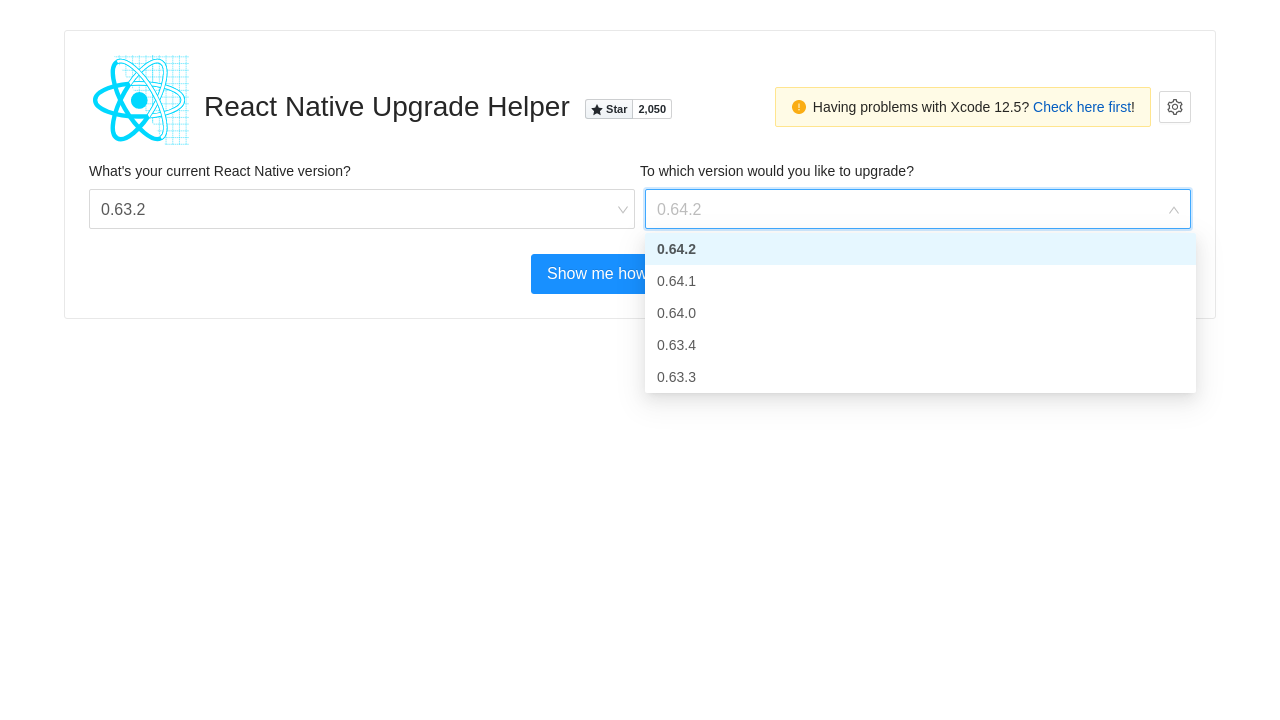 React Native Upgrade Helper
Star 2,050
Having problems with Xcode 12.5? Check here first!
What's your current React Native version?
To which version would you like to upgrade?
0.63.2
0.64.2
Show me how
0.64.2
0.64.1
0.64.0
0.63.4
0.63.3